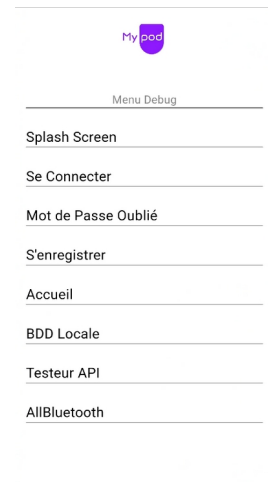 My pod
Menu Debug
Splash Screen
Se Connecter
Mot de Passe Oublié
S'enregistrer
Accueil
BDD Locale
Testeur API
AllBluetooth